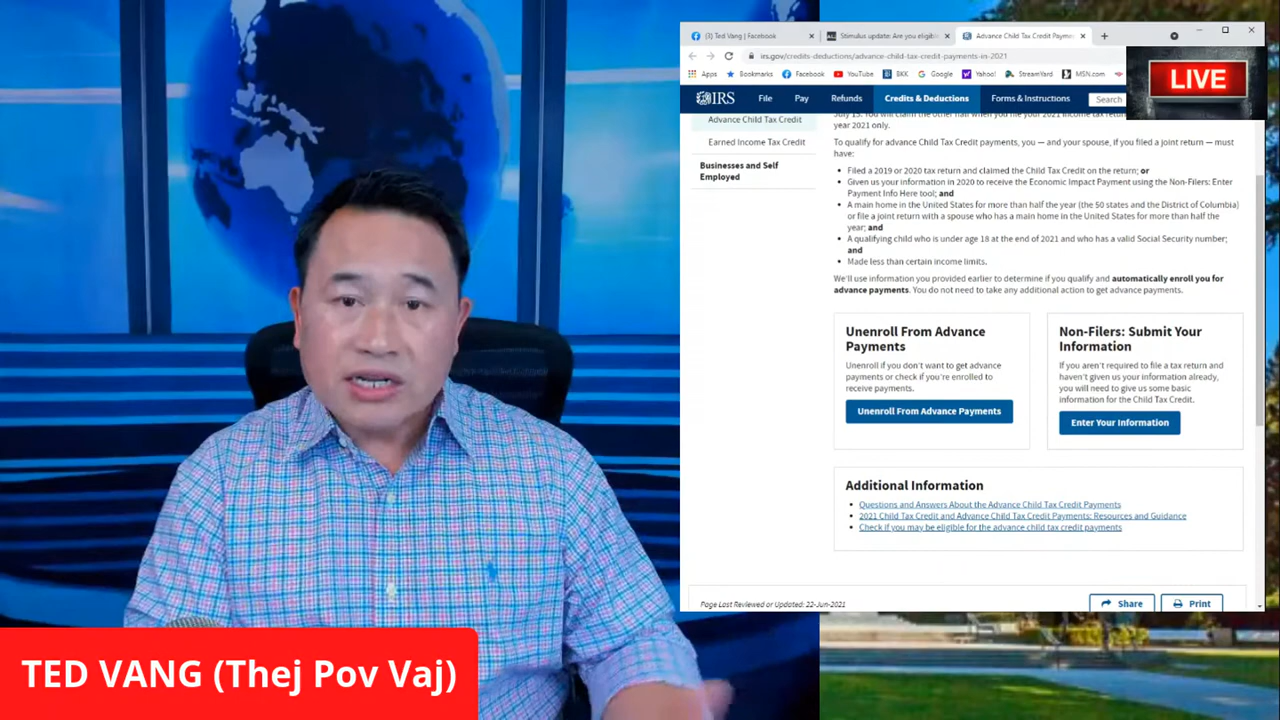 (3) Ted Vang | Facebook
Stimulus update: Are you eligib
Advance Child Tax Credit Payme
irs.gov/credits-deductions/advance-child-tax-credit-payments-in-2021
Apps
Bookmarks
Facebook
YouTube
BKK
Google
Yahoo!
StreamYard
MSN.com
LIVE
IRS
File
Pay
Refunds
Credits & Deductions
Forms & Instructions
Search
Advance Child Tax Credit
Earned Income Tax Credit
Businesses and Self
Employed
July 15. You will claim the other half when you file your 2021 income tax
year 2021 only.
To qualify for advance Child Tax Credit payments, you — and your spouse, if you filed a joint return — must
have:
• Filed a 2019 or 2020 tax return and claimed the Child Tax Credit on the return; or
• Given us your information in 2020 to receive the Economic Impact Payment using the Non-Filers: Enter
Payment Info Here tool; and
• A main home in the United States for more than half the year (the 50 states and the District of Columbia)
or file a joint return with a spouse who has a main home in the United States for more than half the
year; and
• A qualifying child who is under age 18 at the end of 2021 and who has a valid Social Security number;
and
• Made less than certain income limits.
We'll use information you provided earlier to determine if you qualify and automatically enroll you for
advance payments. You do not need to take any additional action to get advance payments.
Unenroll From Advance
Payments
Unenroll if you don't want to get advance
payments or check if you're enrolled to
receive payments.
Unenroll From Advance Payments
Non-Filers: Submit Your
Information
If you aren't required to file a tax return and
haven't given us your information already,
you will need to give us some basic
information for the Child Tax Credit.
Enter Your Information
Additional Information
• Questions and Answers About the Advance Child Tax Credit Payments
• 2021 Child Tax Credit and Advance Child Tax Credit Payments: Resources and Guidance
• Check if you may be eligible for the advance child tax credit payments
Page Last Reviewed or Updated: 22-Jun-2021
Share
Print
TED VANG (Thej Pov Vaj)